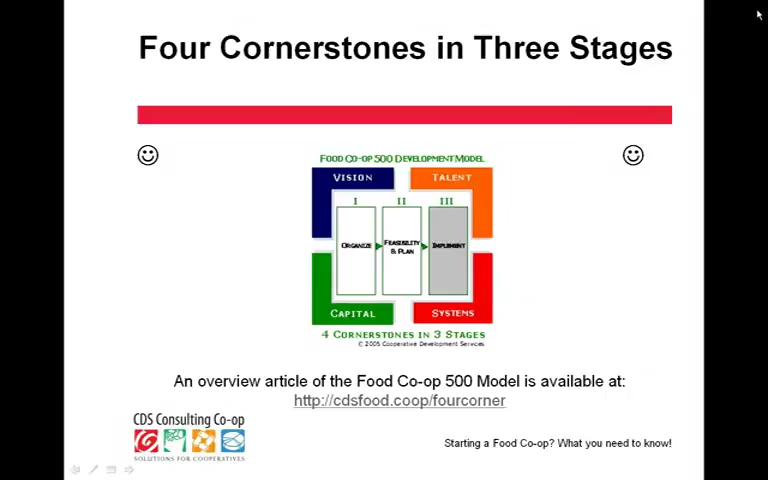 Four Cornerstones in Three Stages
FOOD CO-OP 500 DEVELOPMENT MODEL
VISION
TALENT
I
II
III
ORGANIZE
FEASIBILITY
& PLAN
IMPLEMENT
CAPITAL
SYSTEMS
4 CORNERSTONES IN 3 STAGES
© 2005 Cooperative Development Services
An overview article of the Food Co-op 500 Model is available at:
http://cdsfood.coop/fourcorner
CDS Consulting Co-op
SOLUTIONS FOR COOPERATIVES
Starting a Food Co-op? What you need to know!